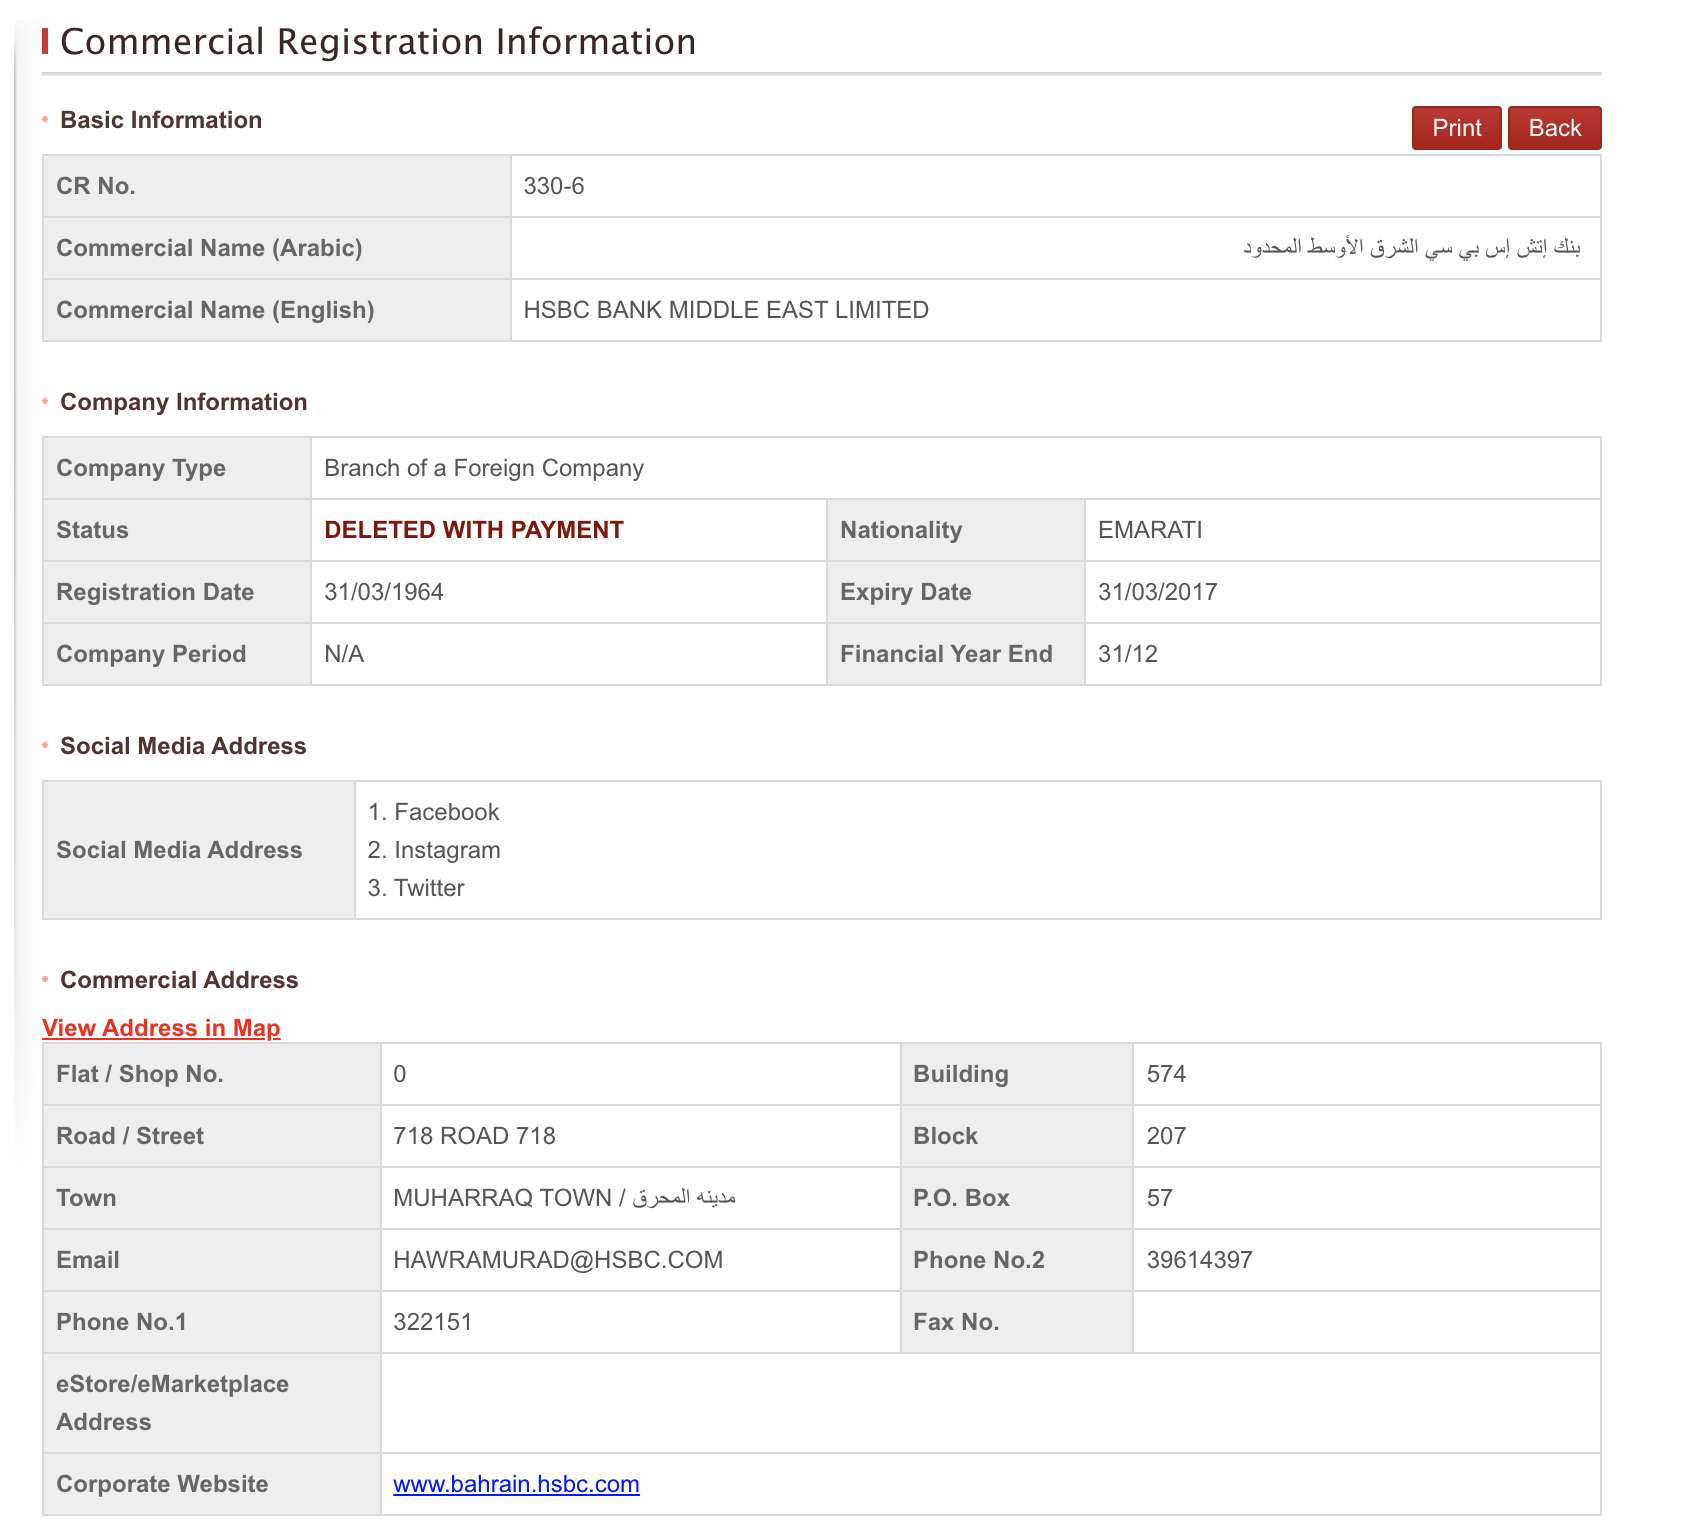 Commercial Registration Information
Basic Information
Print Back
CR No. 330-6
Commercial Name (Arabic) بنك إتش إس بي سي الشرق الأوسط المحدود
Commercial Name (English) HSBC BANK MIDDLE EAST LIMITED
Company Information
Company Type Branch of a Foreign Company
Status DELETED WITH PAYMENT Nationality EMARATI
Registration Date 31/03/1964 Expiry Date 31/03/2017
Company Period N/A Financial Year End 31/12
Social Media Address
Social Media Address
1. Facebook
2. Instagram
3. Twitter
Commercial Address
View Address in Map
Flat / Shop No. 0 Building 574
Road / Street 718 ROAD 718 Block 207
Town MUHARRAQ TOWN / مدينه المحرق P.O. Box 57
Email HAWRAMURAD@HSBC.COM Phone No.2 39614397
Phone No.1 322151 Fax No.
eStore/eMarketplace
Address
Corporate Website www.bahrain.hsbc.com